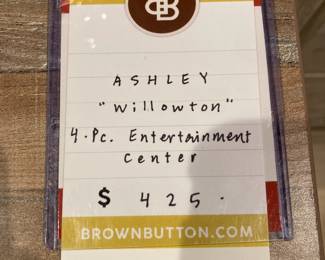 B
ASHLEY
"Willowton"
4-Pc. Entertainment
Center
$ 425.
BROWNBUTTON.COM